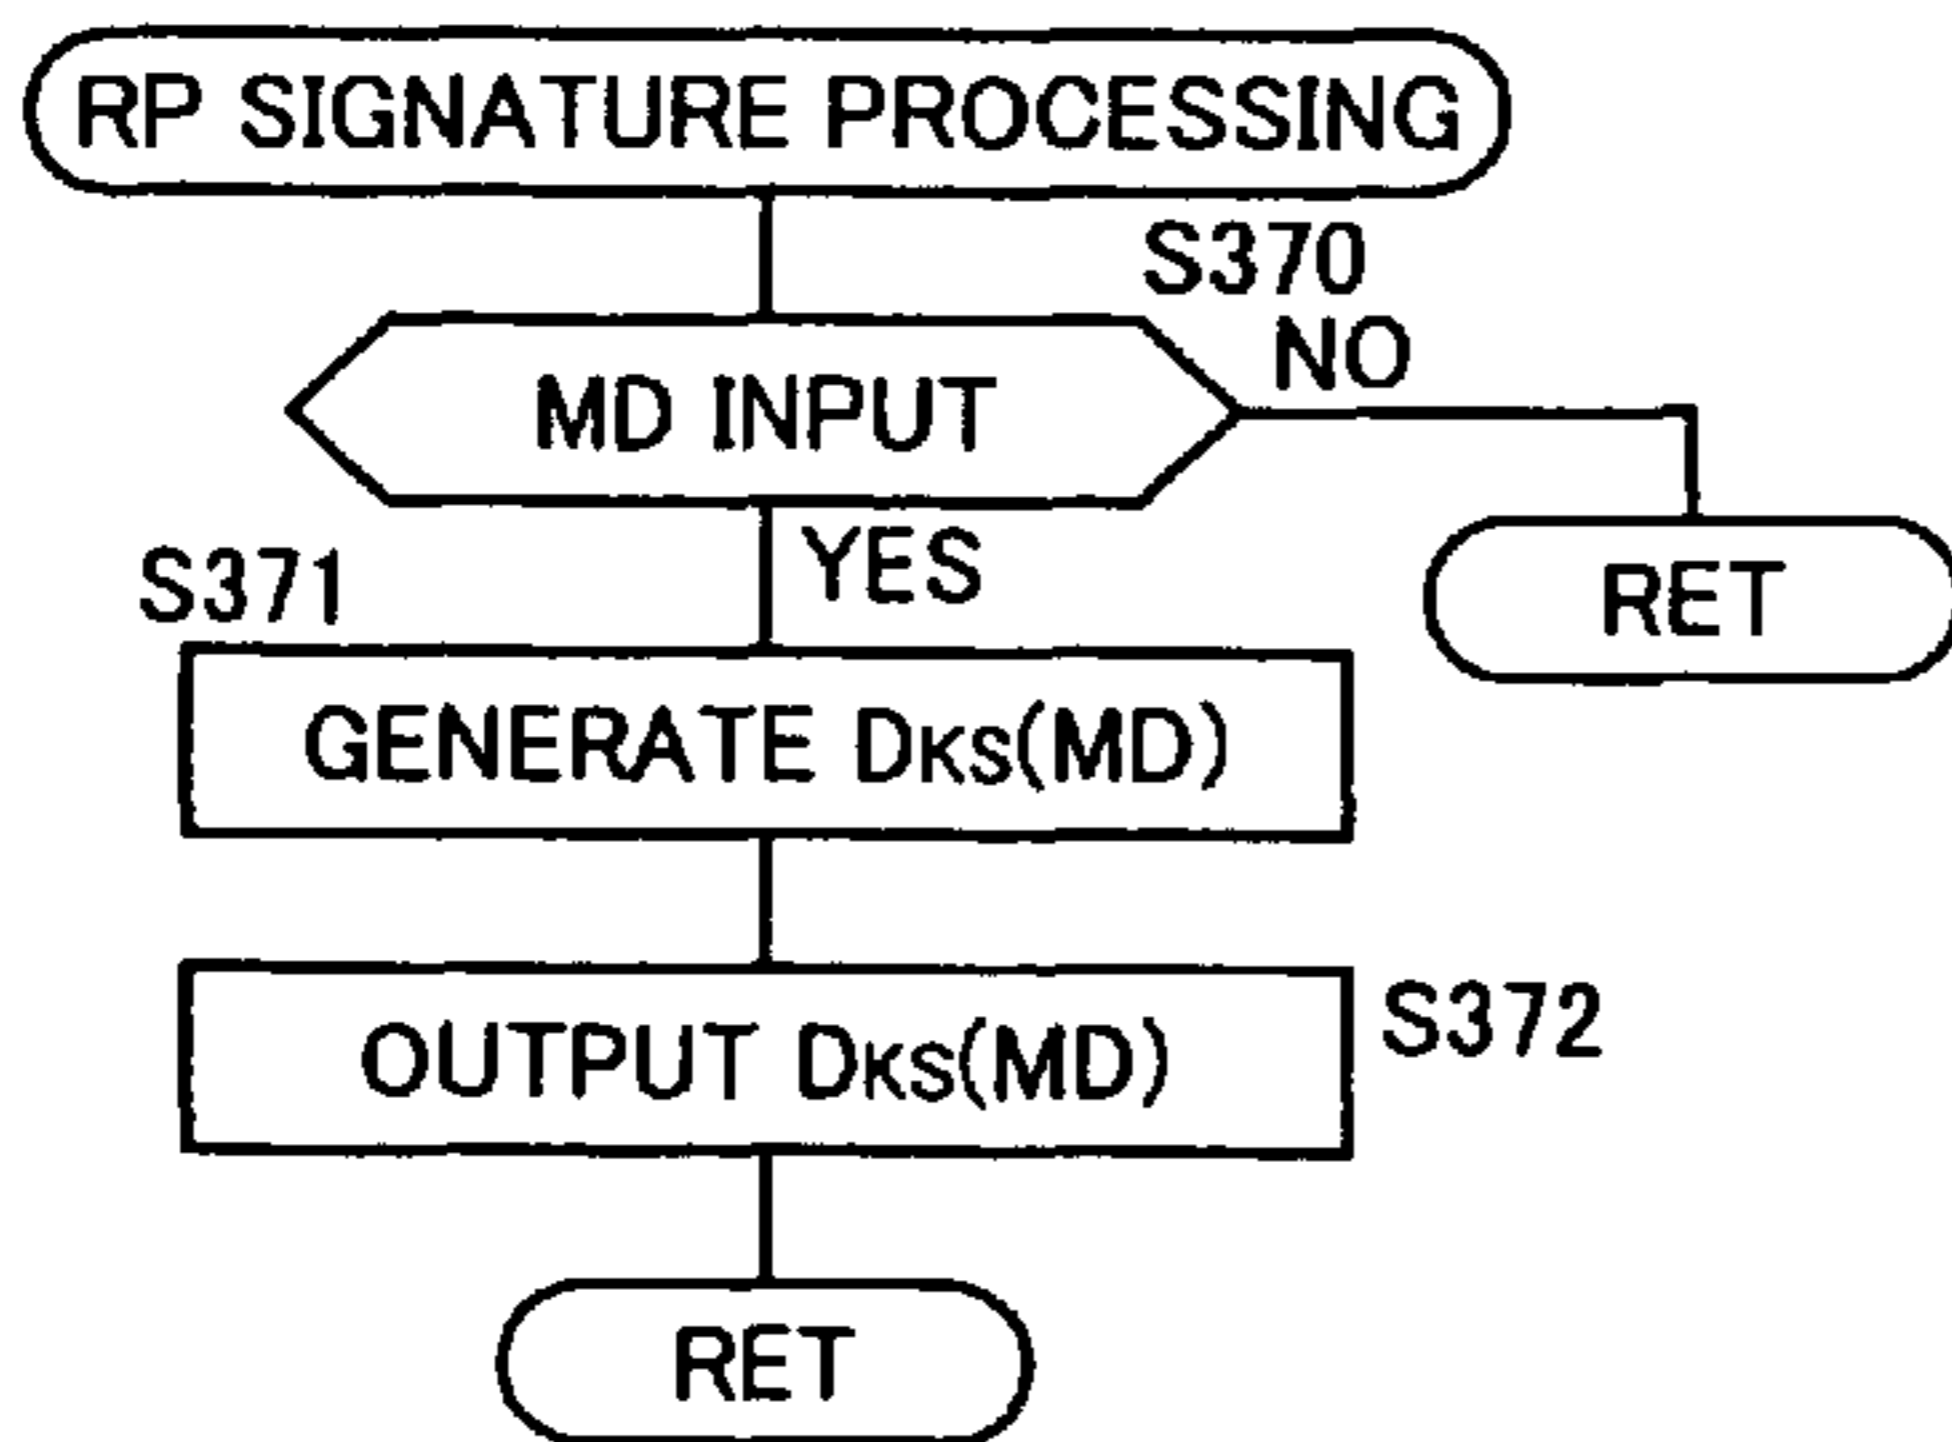 RP SIGNATURE PROCESSING
S370
NO
MD INPUT
YES
S371
RET
GENERATE DKS(MD)
OUTPUT DKS(MD)
S372
RET